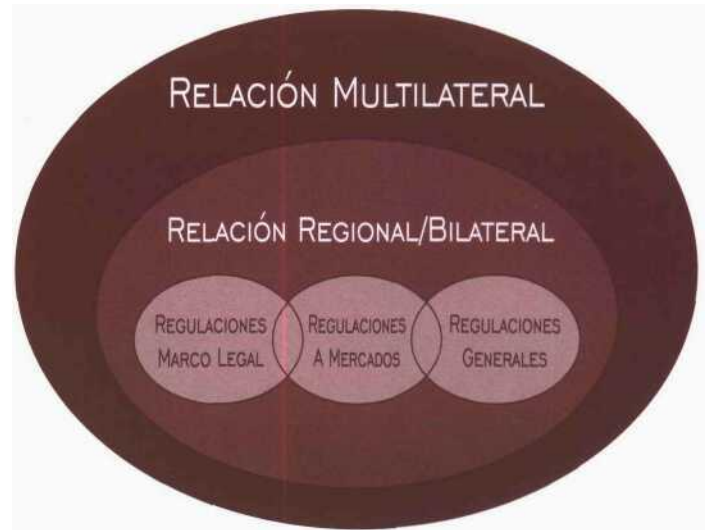 RELACIÓN MULTILATERAL
RELACIÓN REGIONAL/BILATERAL
REGULACIONES
MARCO LEGAL
REGULACIONES
A MERCADOS
REGULACIONES
GENERALES